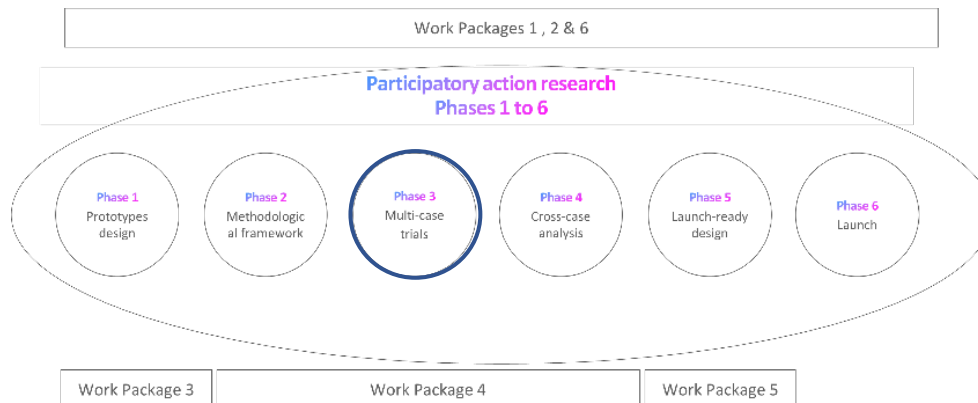 Work Packages 1 , 2 & 6
Participatory action research
Phases 1 to 6
Phase 1
Prototypes
design
Phase 2
Methodologic
al framework
Phase 3
Multi-case
trials
Phase 4
Cross-case
analysis
Phase 5
Launch-ready
design
Phase 6
Launch
Work Package 3
Work Package 4
Work Package 5